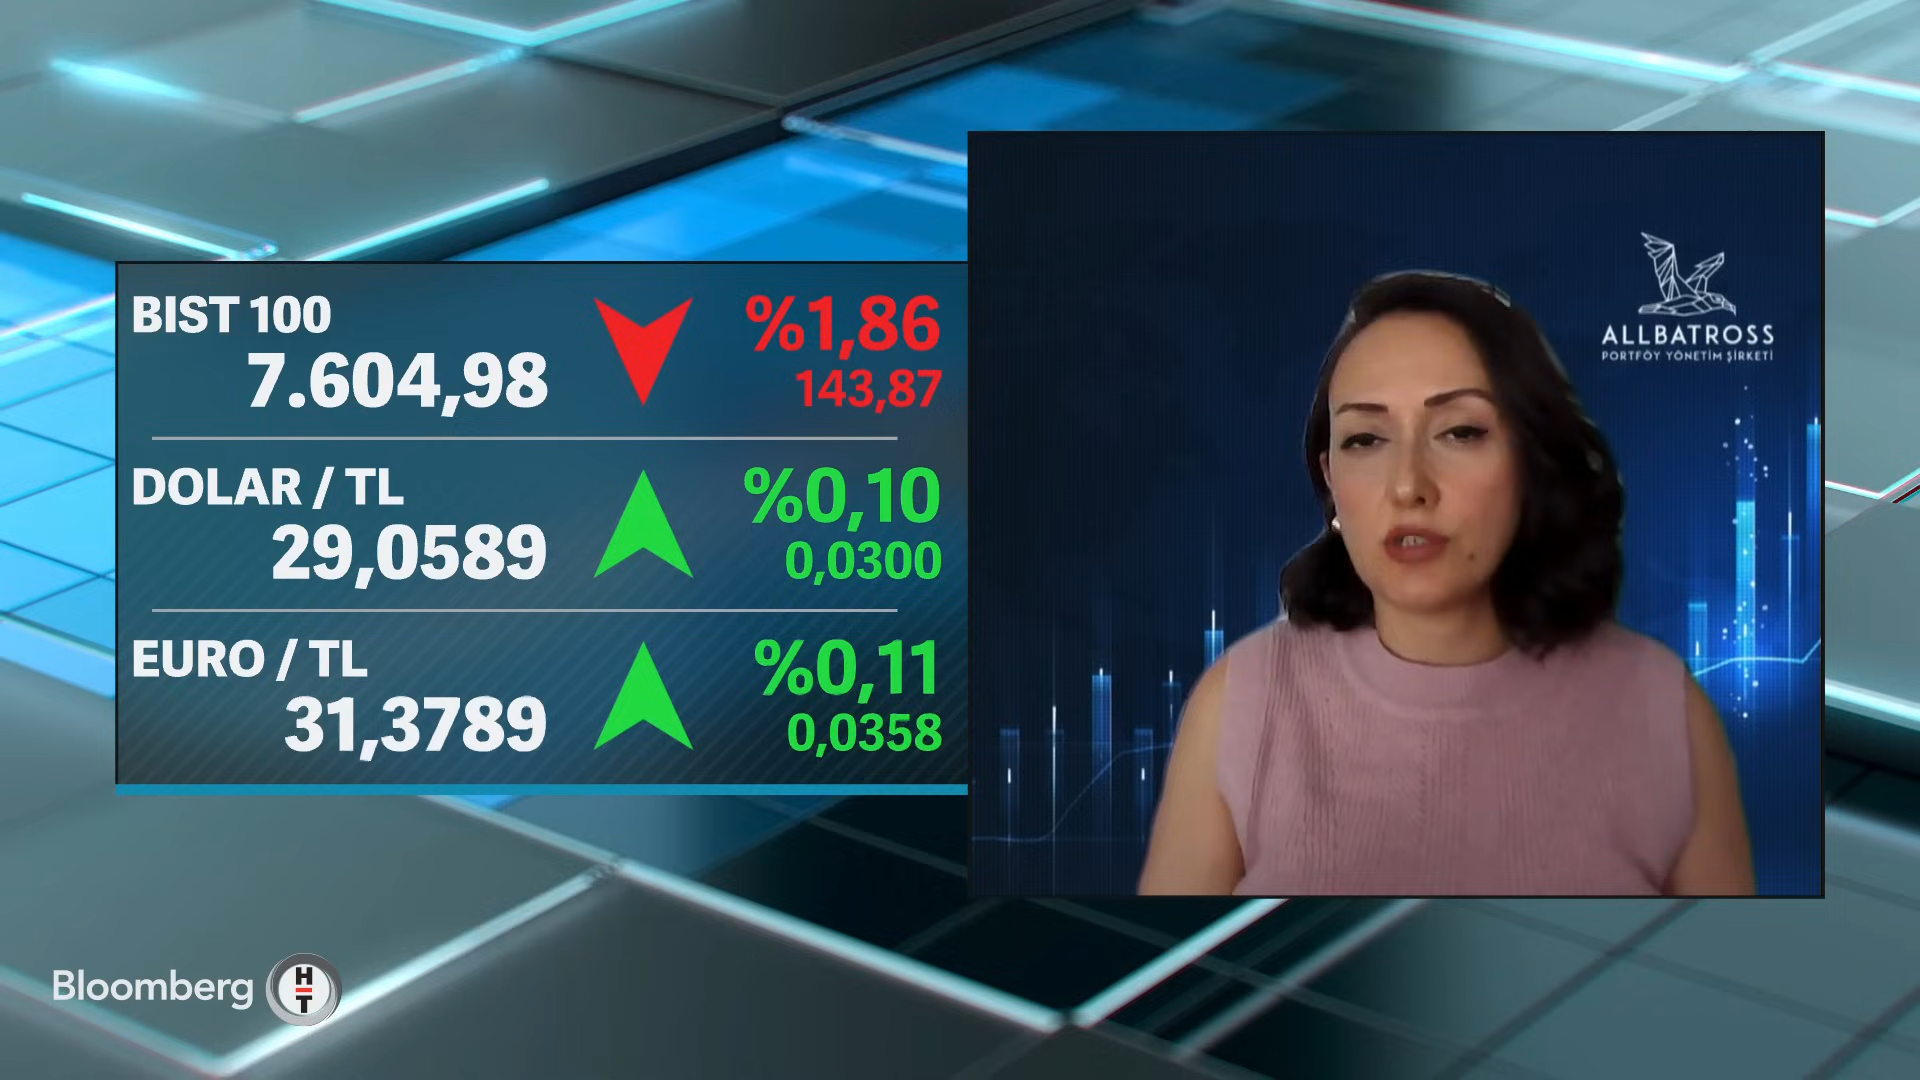 BIST 100
7.604,98
%1,86
143,87
DOLAR / TL
29,0589
%0,10
0,0300
EURO / TL
31,3789
%0,11
0,0358
ALLBATROSS
PORTFÖY YÖNETİM ŞİRKETİ
Bloomberg HT